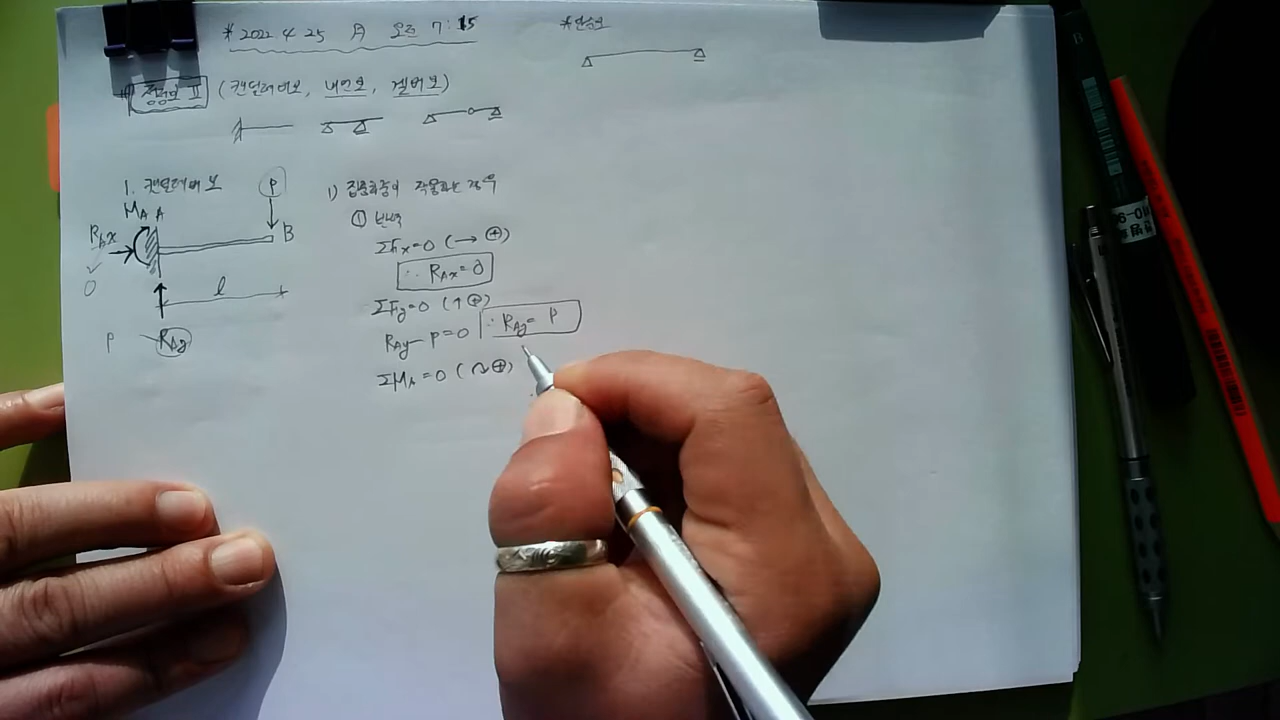 * 2022 4 25 月 오전 7:15
* 단순보
정정보 II (캔틸레버보, 내민보, 겔버보)
1. 캔틸레버보
P
M_A A
R_Ax
B
0
l
P R_Ay
1) 집중하중이 작용하는 경우
① 반력
ΣF_x=0 (→ ⊕)
∴ R_Ax=0
ΣF_y=0 (↑ ⊕)
R_Ay-P=0 ∴ R_Ay= P
ΣM_A=0 (↷⊕)